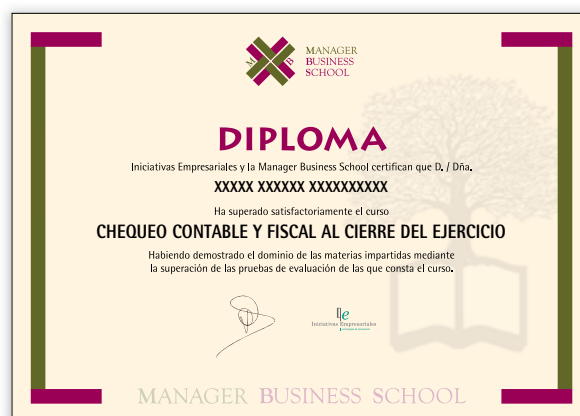 M B
MANAGER
BUSINESS
SCHOOL
DIPLOMA
Iniciativas Empresariales y la Manager Business School certifican que D. / Dña.
XXXXX XXXXXX XXXXXXXXXX
Ha superado satisfactoriamente el curso
CHEQUEO CONTABLE Y FISCAL AL CIERRE DEL EJERCICIO
Habiendo demostrado el dominio de las materias impartidas mediante
la superación de las pruebas de evaluación de las que consta el curso.
Ie
Iniciativas Empresariales
MANAGER BUSINESS SCHOOL